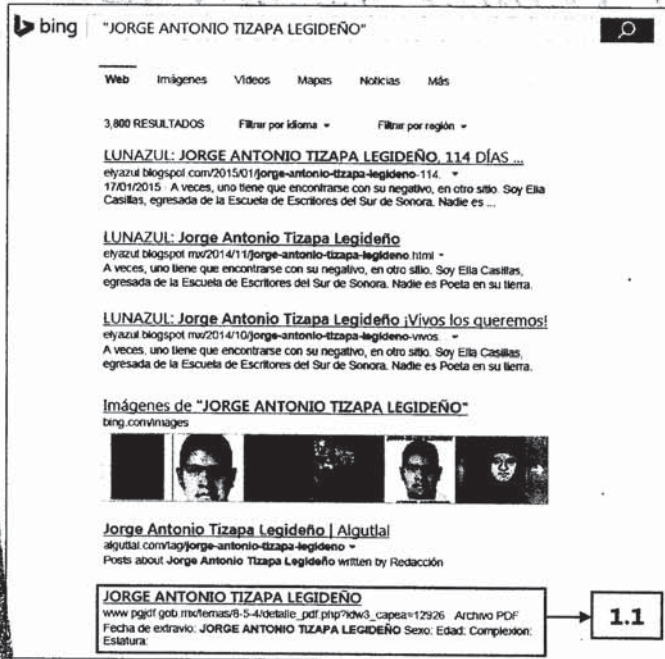 bing "JORGE ANTONIO TIZAPA LEGIDEÑO"
Web Imágenes Videos Mapas Noticias Más
3,800 RESULTADOS Filtrar por idioma Filtrar por región
LUNAZUL: JORGE ANTONIO TIZAPA LEGIDEÑO, 114 DÍAS ...
elyazul.blogspot.com/2015/01/jorge-antonio-tizapa-legideno-114.
17/01/2015 · A veces, uno tiene que encontrarse con su negativo, en otro sitio. Soy Elia
Casillas, egresada de la Escuela de Escritores del Sur de Sonora. Nadie es ...
LUNAZUL: Jorge Antonio Tizapa Legideño
elyazul.blogspot.mx/2014/11/jorge-antonio-tizapa-legideno.html
A veces, uno tiene que encontrarse con su negativo, en otro sitio. Soy Elia Casillas,
egresada de la Escuela de Escritores del Sur de Sonora. Nadie es Poeta en su tierra.
LUNAZUL: Jorge Antonio Tizapa Legideño ¡Vivos los queremos!
elyazul.blogspot.mx/2014/10/jorge-antonio-tizapa-legideno-vivos.
A veces, uno tiene que encontrarse con su negativo, en otro sitio. Soy Elia Casillas,
egresada de la Escuela de Escritores del Sur de Sonora. Nadie es Poeta en su tierra.
Imágenes de "JORGE ANTONIO TIZAPA LEGIDEÑO"
bing.com/images
Jorge Antonio Tizapa Legideño | Algutlal
algutlal.com/tag/jorge-antonio-tizapa-legideno
Posts about Jorge Antonio Tizapa Legideño written by Redacción
JORGE ANTONIO TIZAPA LEGIDEÑO
www.pgjdf.gob.mx/temas/8-5-4/detalle_pdf.php?idw3_capea=12926 Archivo PDF
Fecha de extravio: JORGE ANTONIO TIZAPA LEGIDEÑO Sexo: Edad: Complexion:
Estatura:
1.1